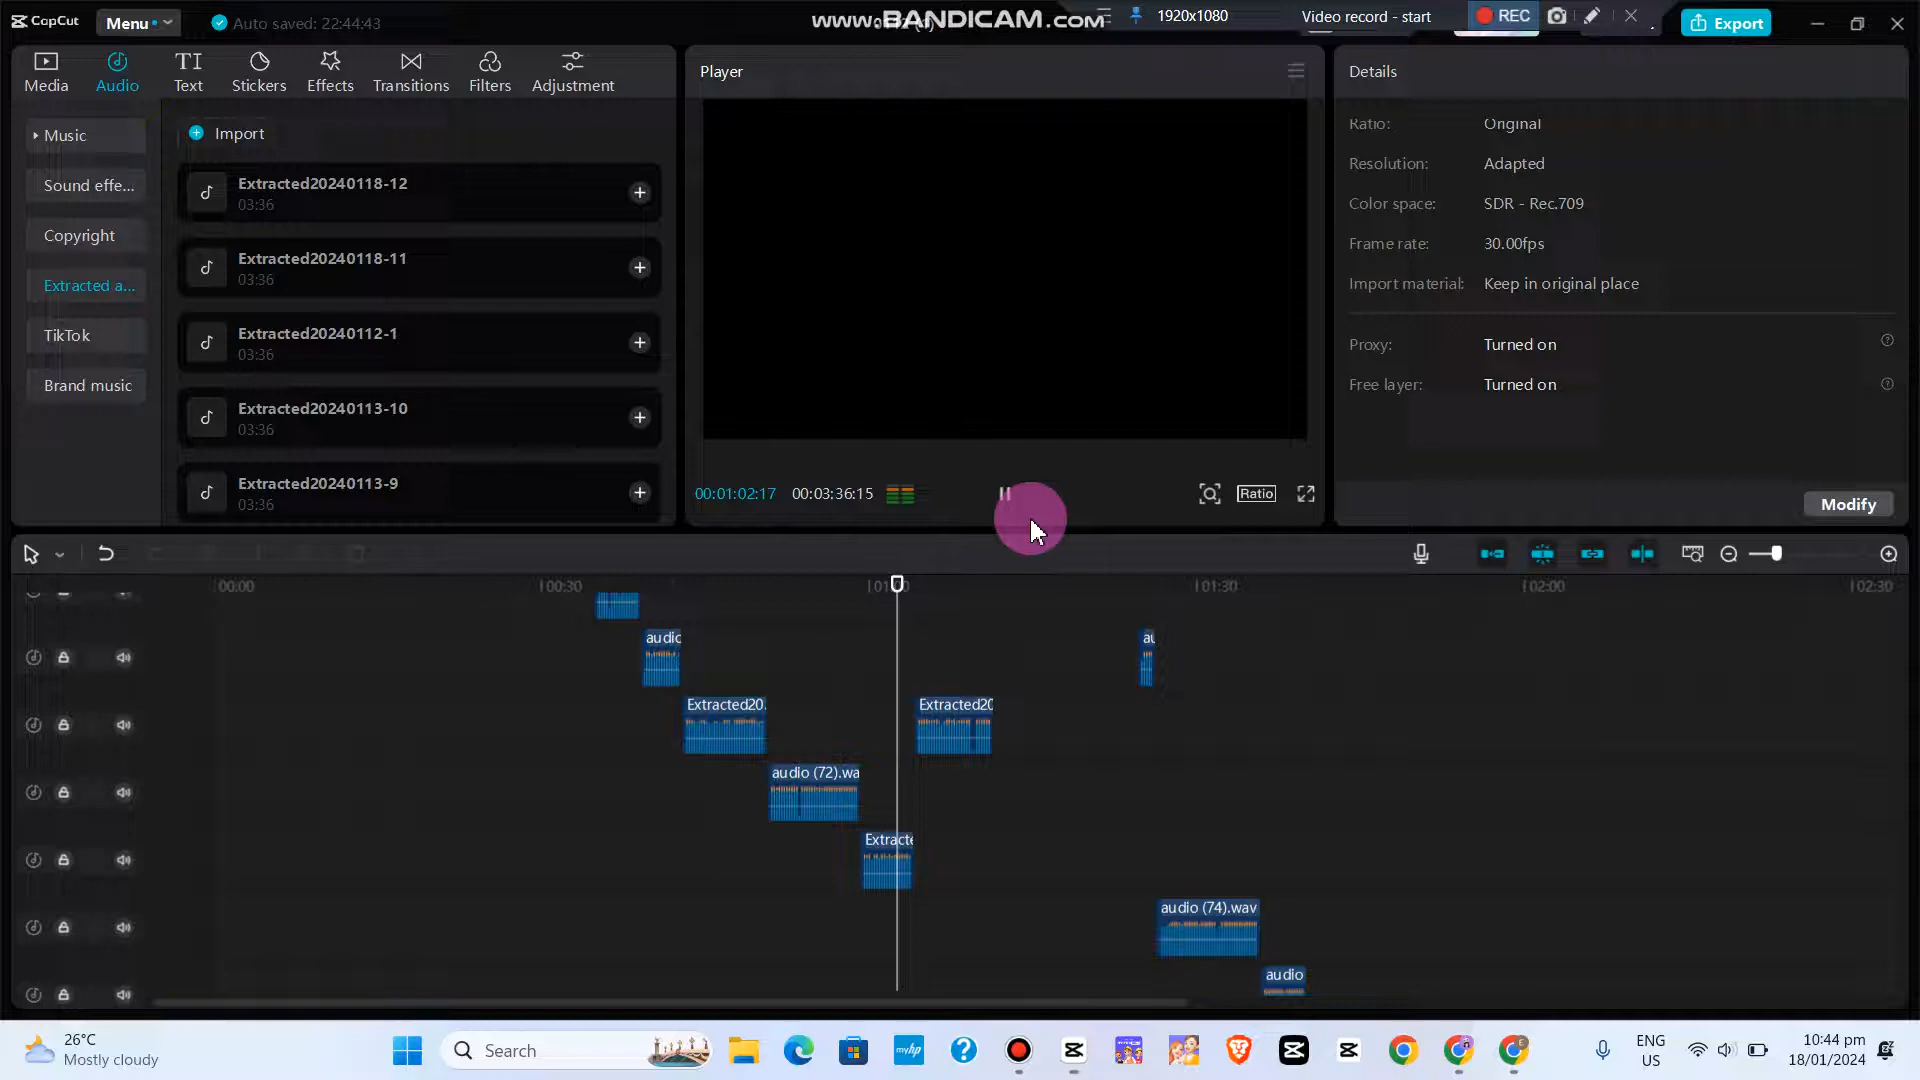 CapCut
Menu
Auto saved: 22:44:43
www.BANDICAM.com
1920x1080
Video record - start
REC
Export
Media
Audio
TI
Text
Stickers
Effects
Transitions
Filters
Adjustment
Music
Sound effe...
Copyright
Extracted a...
TikTok
Brand music
Import
Extracted20240118-12
03:36
Extracted20240118-11
03:36
Extracted20240112-1
03:36
Extracted20240113-10
03:36
Extracted20240113-9
03:36
Player
00:01:02:17
00:03:36:15
Ratio
Details
Ratio: Original
Resolution: Adapted
Color space: SDR - Rec.709
Frame rate: 30.00fps
Import material: Keep in original place
Proxy: Turned on
Free layer: Turned on
Modify
00:00
00:30
01:00
01:30
02:00
02:30
audio
au
Extracted20.
Extracted20
audio (72).wa
Extracte
audio (74).wav
audio
26°C
Mostly cloudy
Search
myhp
ENG
US
10:44 pm
18/01/2024